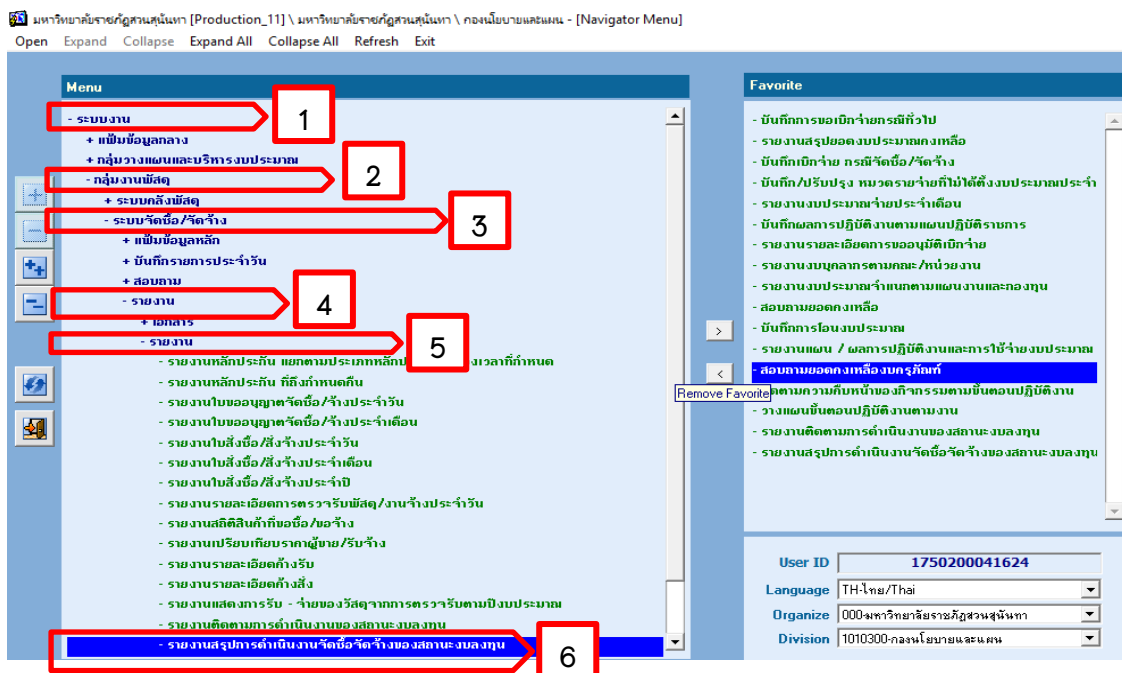 มหาวิทยาลัยราชภัฏสวนสุนันทา [Production_11] \ มหาวิทยาลัยราชภัฏสวนสุนันทา \ กองนโยบายและแผน - [Navigator Menu]
Open Expand Collapse Expand All Collapse All Refresh Exit
Menu
- ระบบงาน
1
+ แฟ้มข้อมูลกลาง
+ กลุ่มวางแผนและบริหารงบประมาณ
- กลุ่มงานพัสดุ
2
+ ระบบคลังพัสดุ
- ระบบจัดซื้อ/จัดจ้าง
3
+ แฟ้มข้อมูลหลัก
+ บันทึกรายการประจำวัน
+ สอบถาม
- รายงาน
4
+ เอกสาร
- รายงาน
5
- รายงานหลักประกัน แยกตามประเภทหลักป งเวลาที่กำหนด
- รายงานหลักประกัน ที่ถึงกำหนดคืน
- รายงานใบขออนุญาตจัดซื้อ/จ้างประจำวัน
- รายงานใบขออนุญาตจัดซื้อ/จ้างประจำเดือน
- รายงานใบสั่งซื้อ/สั่งจ้างประจำวัน
- รายงานใบสั่งซื้อ/สั่งจ้างประจำเดือน
- รายงานใบสั่งซื้อ/สั่งจ้างประจำปี
- รายงานรายละเอียดการตรวจรับพัสดุ/งานจ้างประจำวัน
- รายงานสถิติสินค้าที่ขอซื้อ/ขอจ้าง
- รายงานเปรียบเทียบราคาผู้ขาย/รับจ้าง
- รายงานรายละเอียดค้างรับ
- รายงานรายละเอียดค้างสั่ง
- รายงานแสดงการรับ - จ่ายของวัสดุจากการตรวจรับตามปีงบประมาณ
- รายงานติดตามการดำเนินงานของสถานะงบลงทุน
- รายงานสรุปการดำเนินงานจัดซื้อจัดจ้างของสถานะงบลงทุน
6
>
<
Remove Favorite
Favorite
- บันทึกการขอเบิกจ่ายกรณีทั่วไป
- รายงานสรุปยอดงบประมาณคงเหลือ
- บันทึกเบิกจ่าย กรณีจัดซื้อ/จัดจ้าง
- บันทึก/ปรับปรุง หมวดรายจ่ายที่ไม่ได้ตั้งงบประมาณประจำ
- รายงานงบประมาณจ่ายประจำเดือน
- บันทึกผลการปฏิบัติงานตามแผนปฏิบัติราชการ
- รายงานรายละเอียดการขออนุมัติเบิกจ่าย
- รายงานงบบุคลากรตามคณะ/หน่วยงาน
- รายงานงบประมาณจำแนกตามแผนงานและกองทุน
- สอบถามยอดคงเหลือ
- บันทึกการโอนงบประมาณ
- รายงานแผน / ผลการปฏิบัติงานและการใช้จ่ายงบประมาณ
- สอบถามยอดคงเหลืองบครุภัณฑ์
ดตามความคืบหน้าของกิจกรรมตามขั้นตอนปฏิบัติงาน
- วางแผนขั้นตอนปฏิบัติงานตามงาน
- รายงานติดตามการดำเนินงานของสถานะงบลงทุน
- รายงานสรุปการดำเนินงานจัดซื้อจัดจ้างของสถานะงบลงทุน
User ID 1750200041624
Language TH-ไทย/Thai
Organize 000-มหาวิทยาลัยราชภัฏสวนสุนันทา
Division 1010300-กองนโยบายและแผน